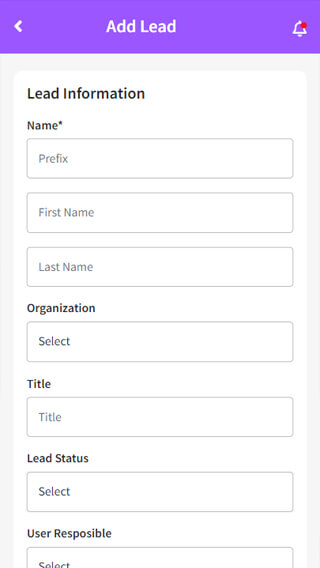 Add Lead
Lead Information
Name*
Prefix
First Name
Last Name
Organization
Select
Title
Title
Lead Status
Select
User Resposible
Select